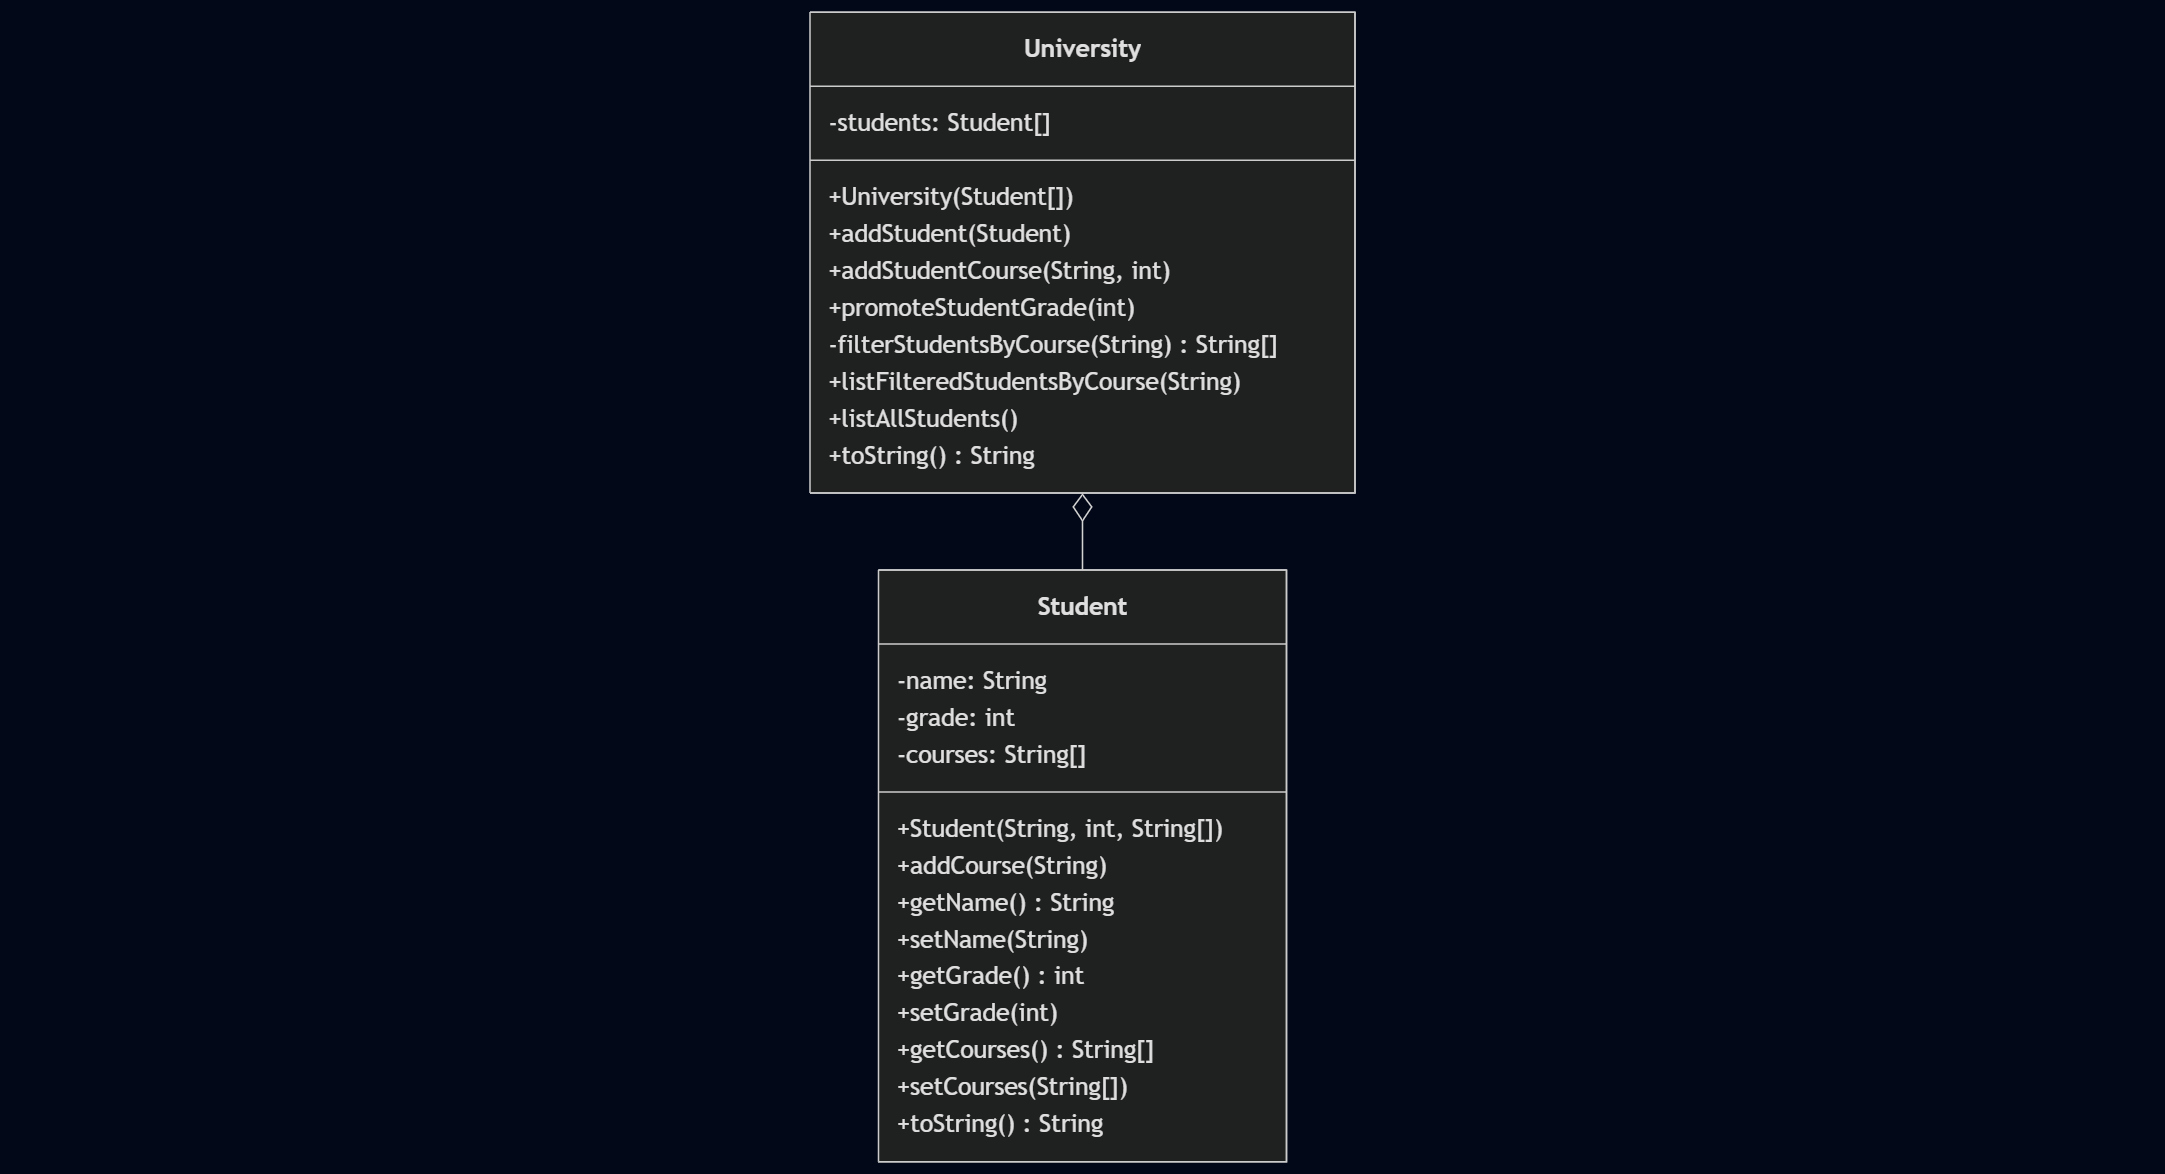 University
-students: Student[]
+University(Student[])
+addStudent(Student)
+addStudentCourse(String, int)
+promoteStudentGrade(int)
-filterStudentsByCourse(String) : String[]
+listFilteredStudentsByCourse(String)
+listAllStudents()
+toString() : String
Student
-name: String
-grade: int
-courses: String[]
+Student(String, int, String[])
+addCourse(String)
+getName() : String
+setName(String)
+getGrade() : int
+setGrade(int)
+getCourses() : String[]
+setCourses(String[])
+toString() : String